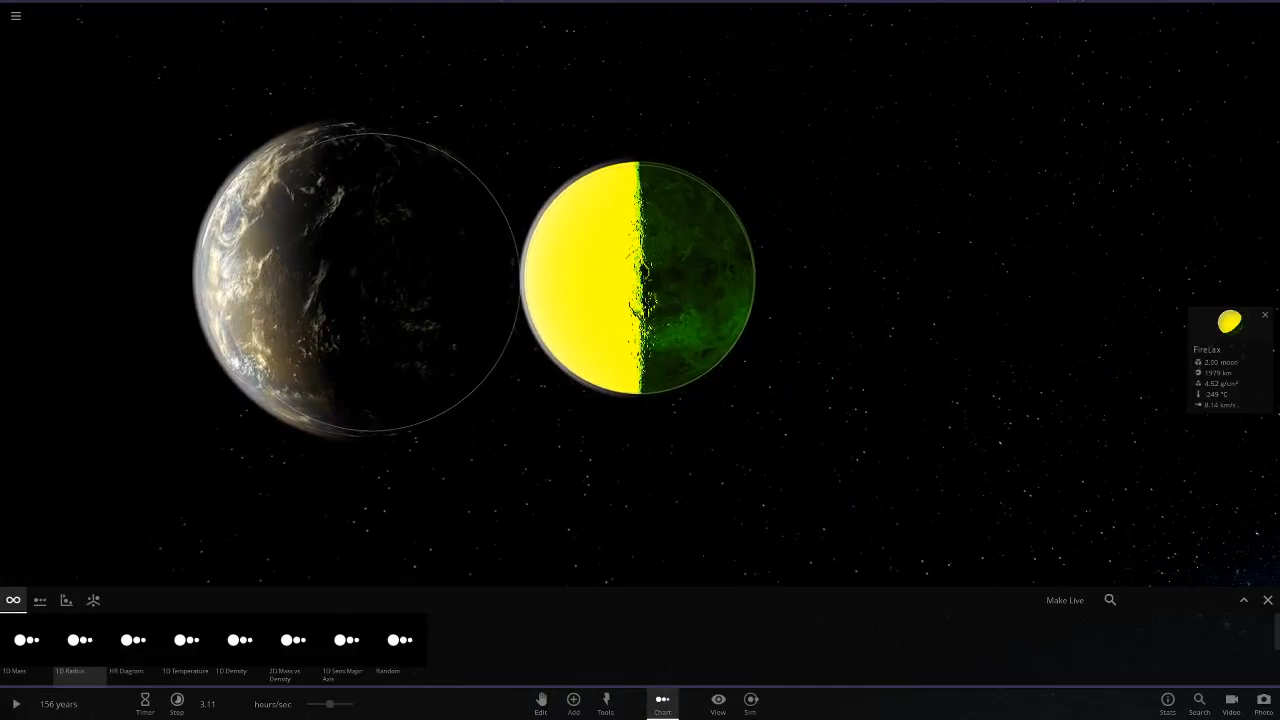 FireLax
2.00 moon
1979 km
4.52 g/cm³
-249 °C
8.14 km/s
Make Live
1D Mass
1D Radius
HR Diagram
1D Temperature
1D Density
2D Mass vs
Density
1D Semi Major
Axis
Random
156 years
Timer
Step
3.11
hours/sec
Edit
Add
Tools
Chart
View
Sim
Stats
Search
Video
Photo